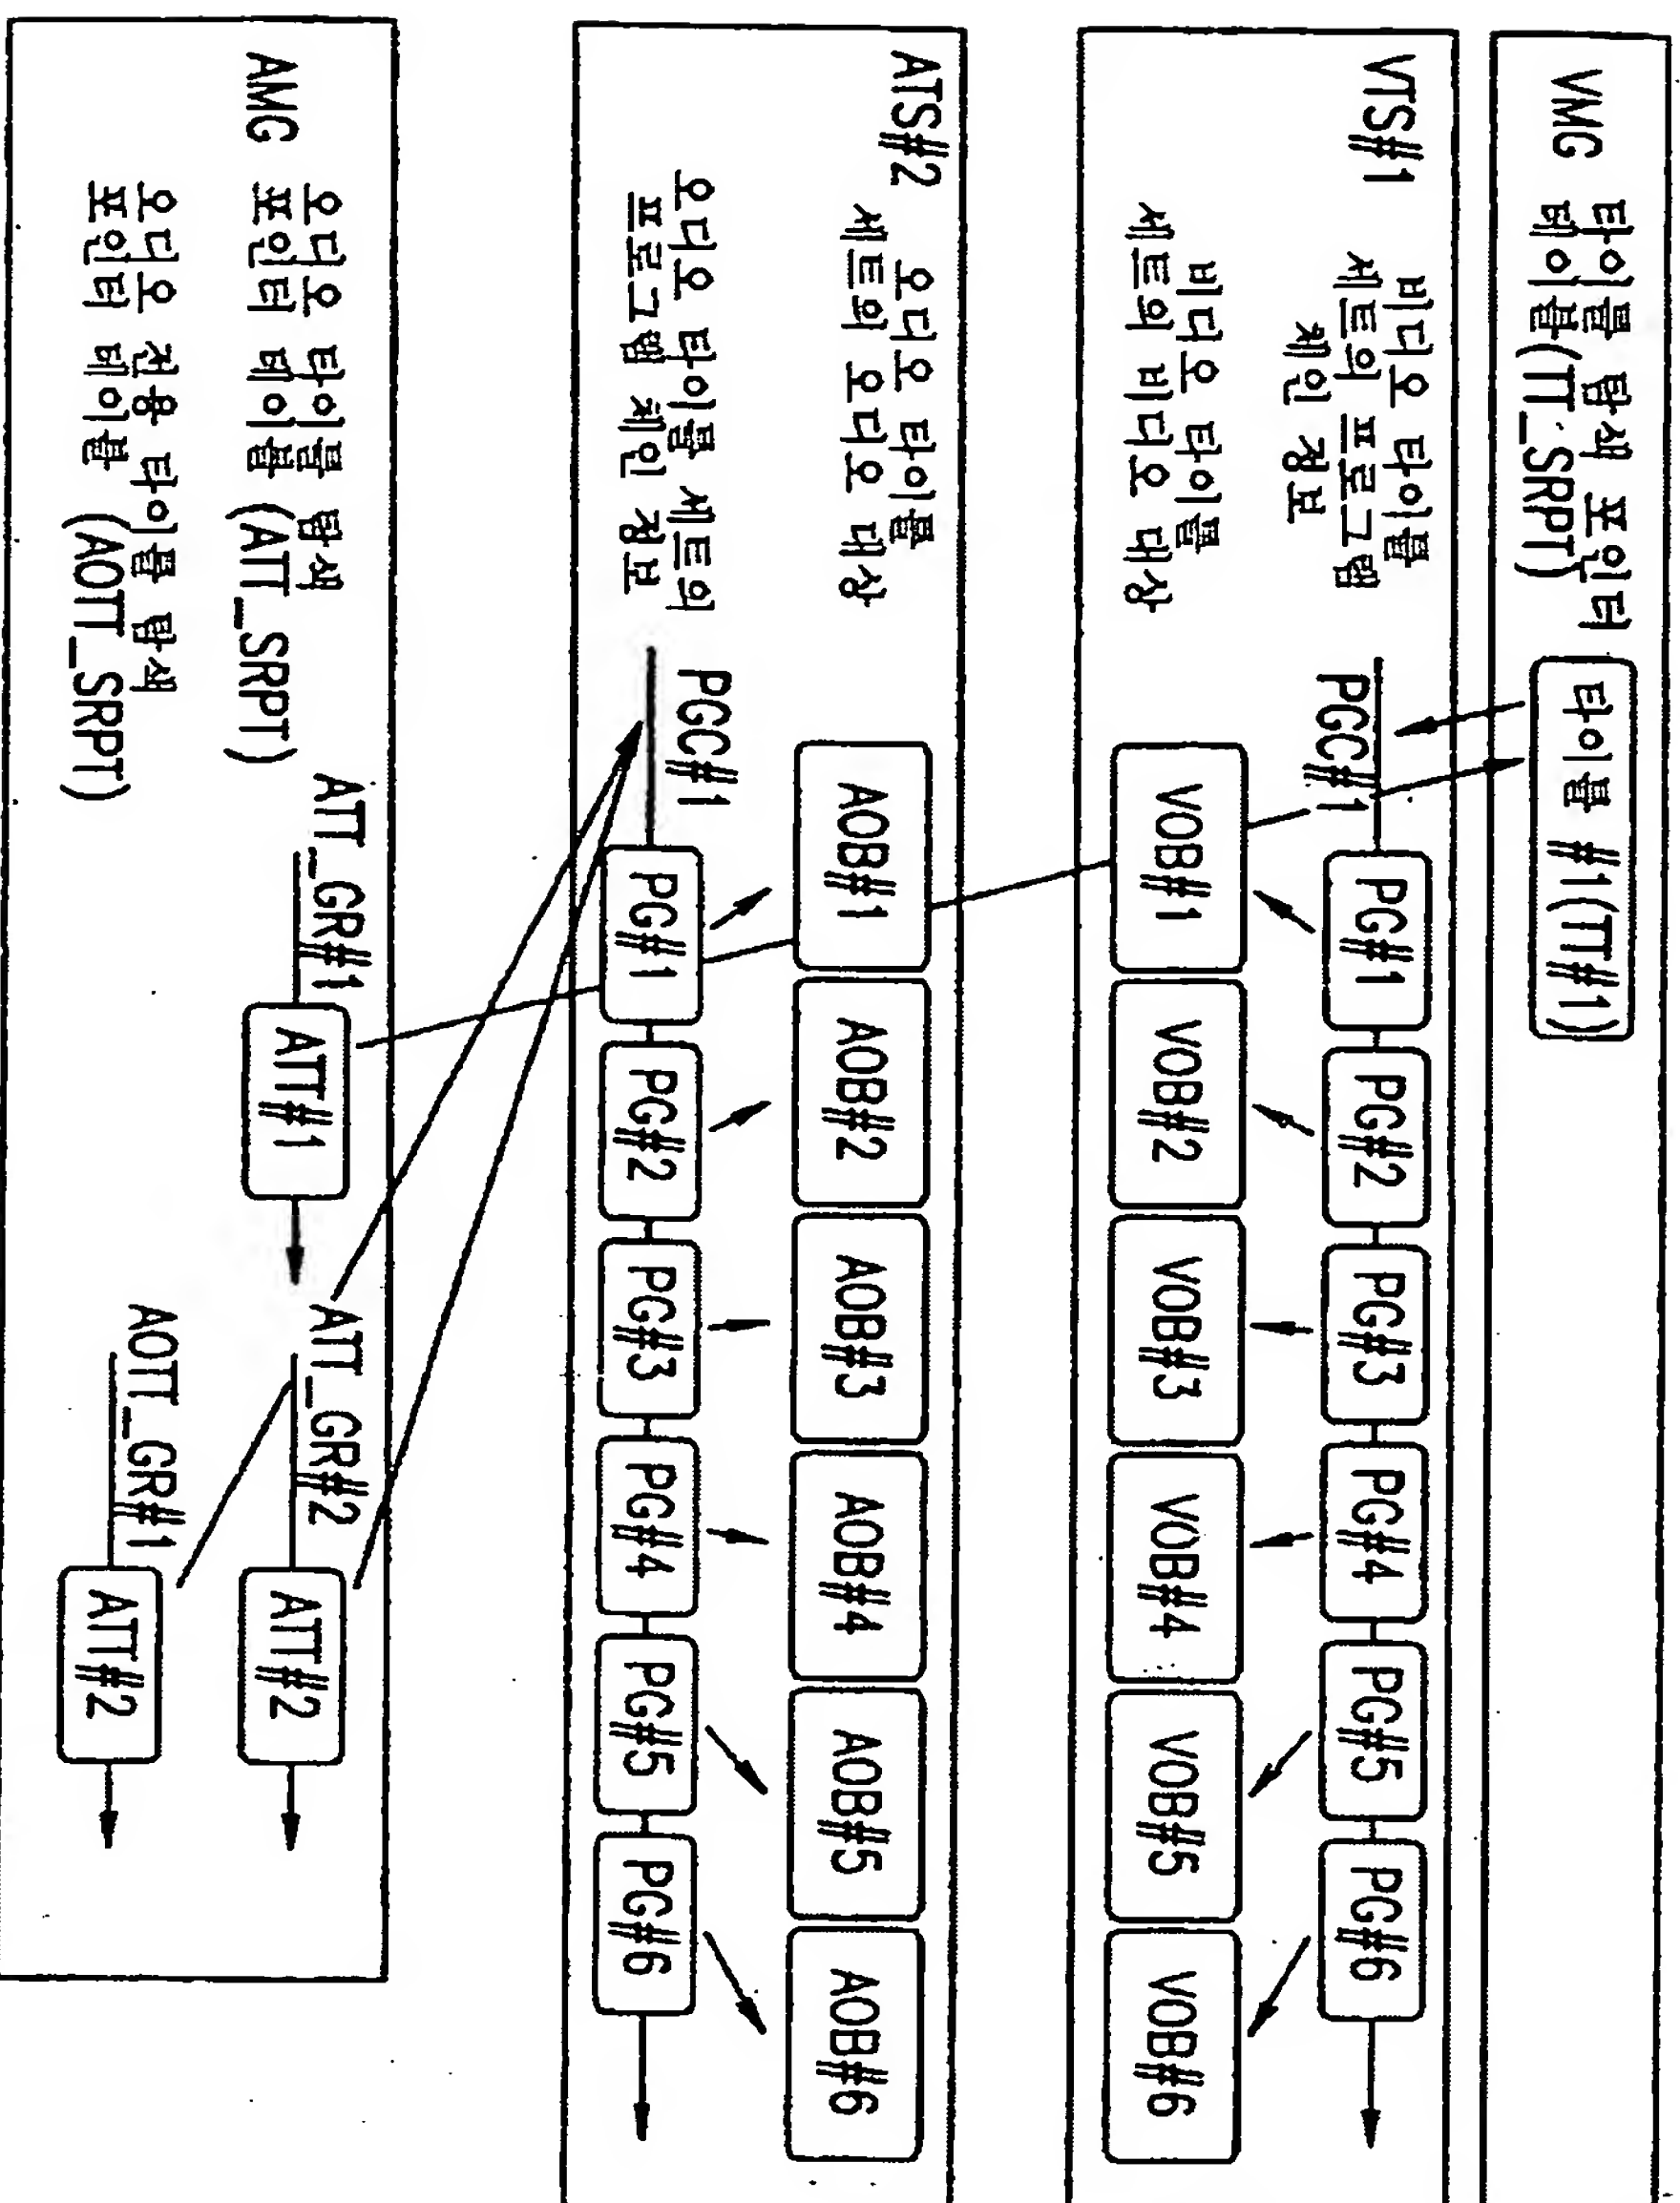 VMG
타이틀 탐색 포인터
테이블(TT_SRPT)
타이틀 #1(TT#1)
VTS#1
비디오 타이틀
세트의 프로그램
체인 정보
PGC#1
PG#1
PG#2
PG#3
PG#4
PG#5
PG#6
비디오 타이틀
세트의 비디오 대상
VOB#1
VOB#2
VOB#3
VOB#4
VOB#5
VOB#6
ATS#2
오디오 타이틀
세트의 오디오 대상
AOB#1
AOB#2
AOB#3
AOB#4
AOB#5
AOB#6
오디오 타이틀 세트의
프로그램 체인 정보
PGC#1
PG#1
PG#2
PG#3
PG#4
PG#5
PG#6
AMG
오디오 타이틀 탐색
포인터 테이블 (ATT_SRPT)
ATT_GR#1
ATT#1
ATT_GR#2
ATT#2
오디오 전용 타이틀 탐색
포인터 테이블 (AOTT_SRPT)
AOTT_GR#1
ATT#2